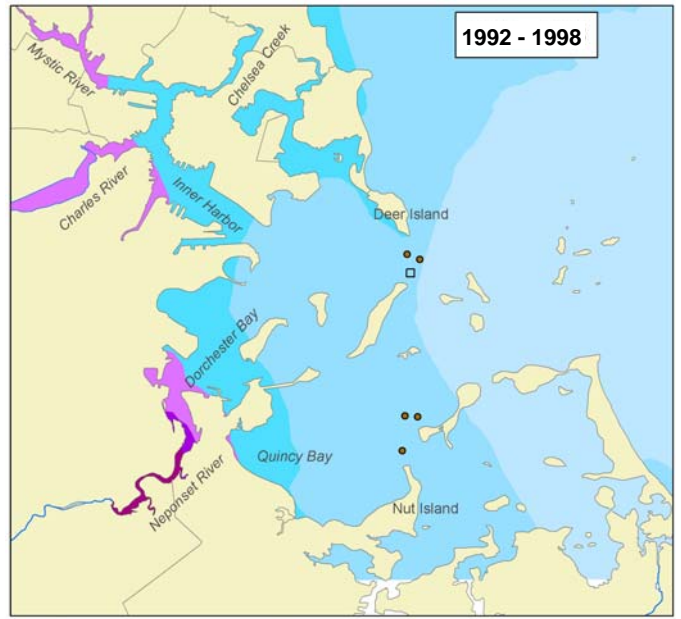 1992 - 1998
Mystic River
Chelsea Creek
Charles River
Inner Harbor
Deer Island
Dorchester Bay
Quincy Bay
Neponset River
Nut Island